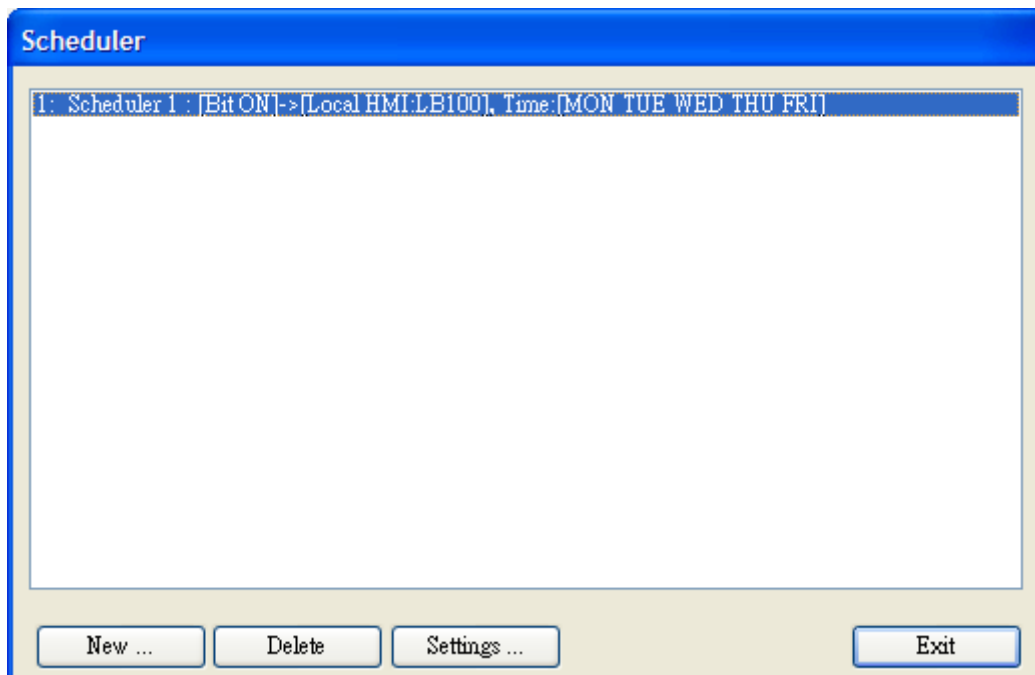 Scheduler
1: Scheduler 1 : [Bit ON]->[Local HMI:LB100], Time:[MON TUE WED THU FRI]
New ... Delete Settings ... Exit